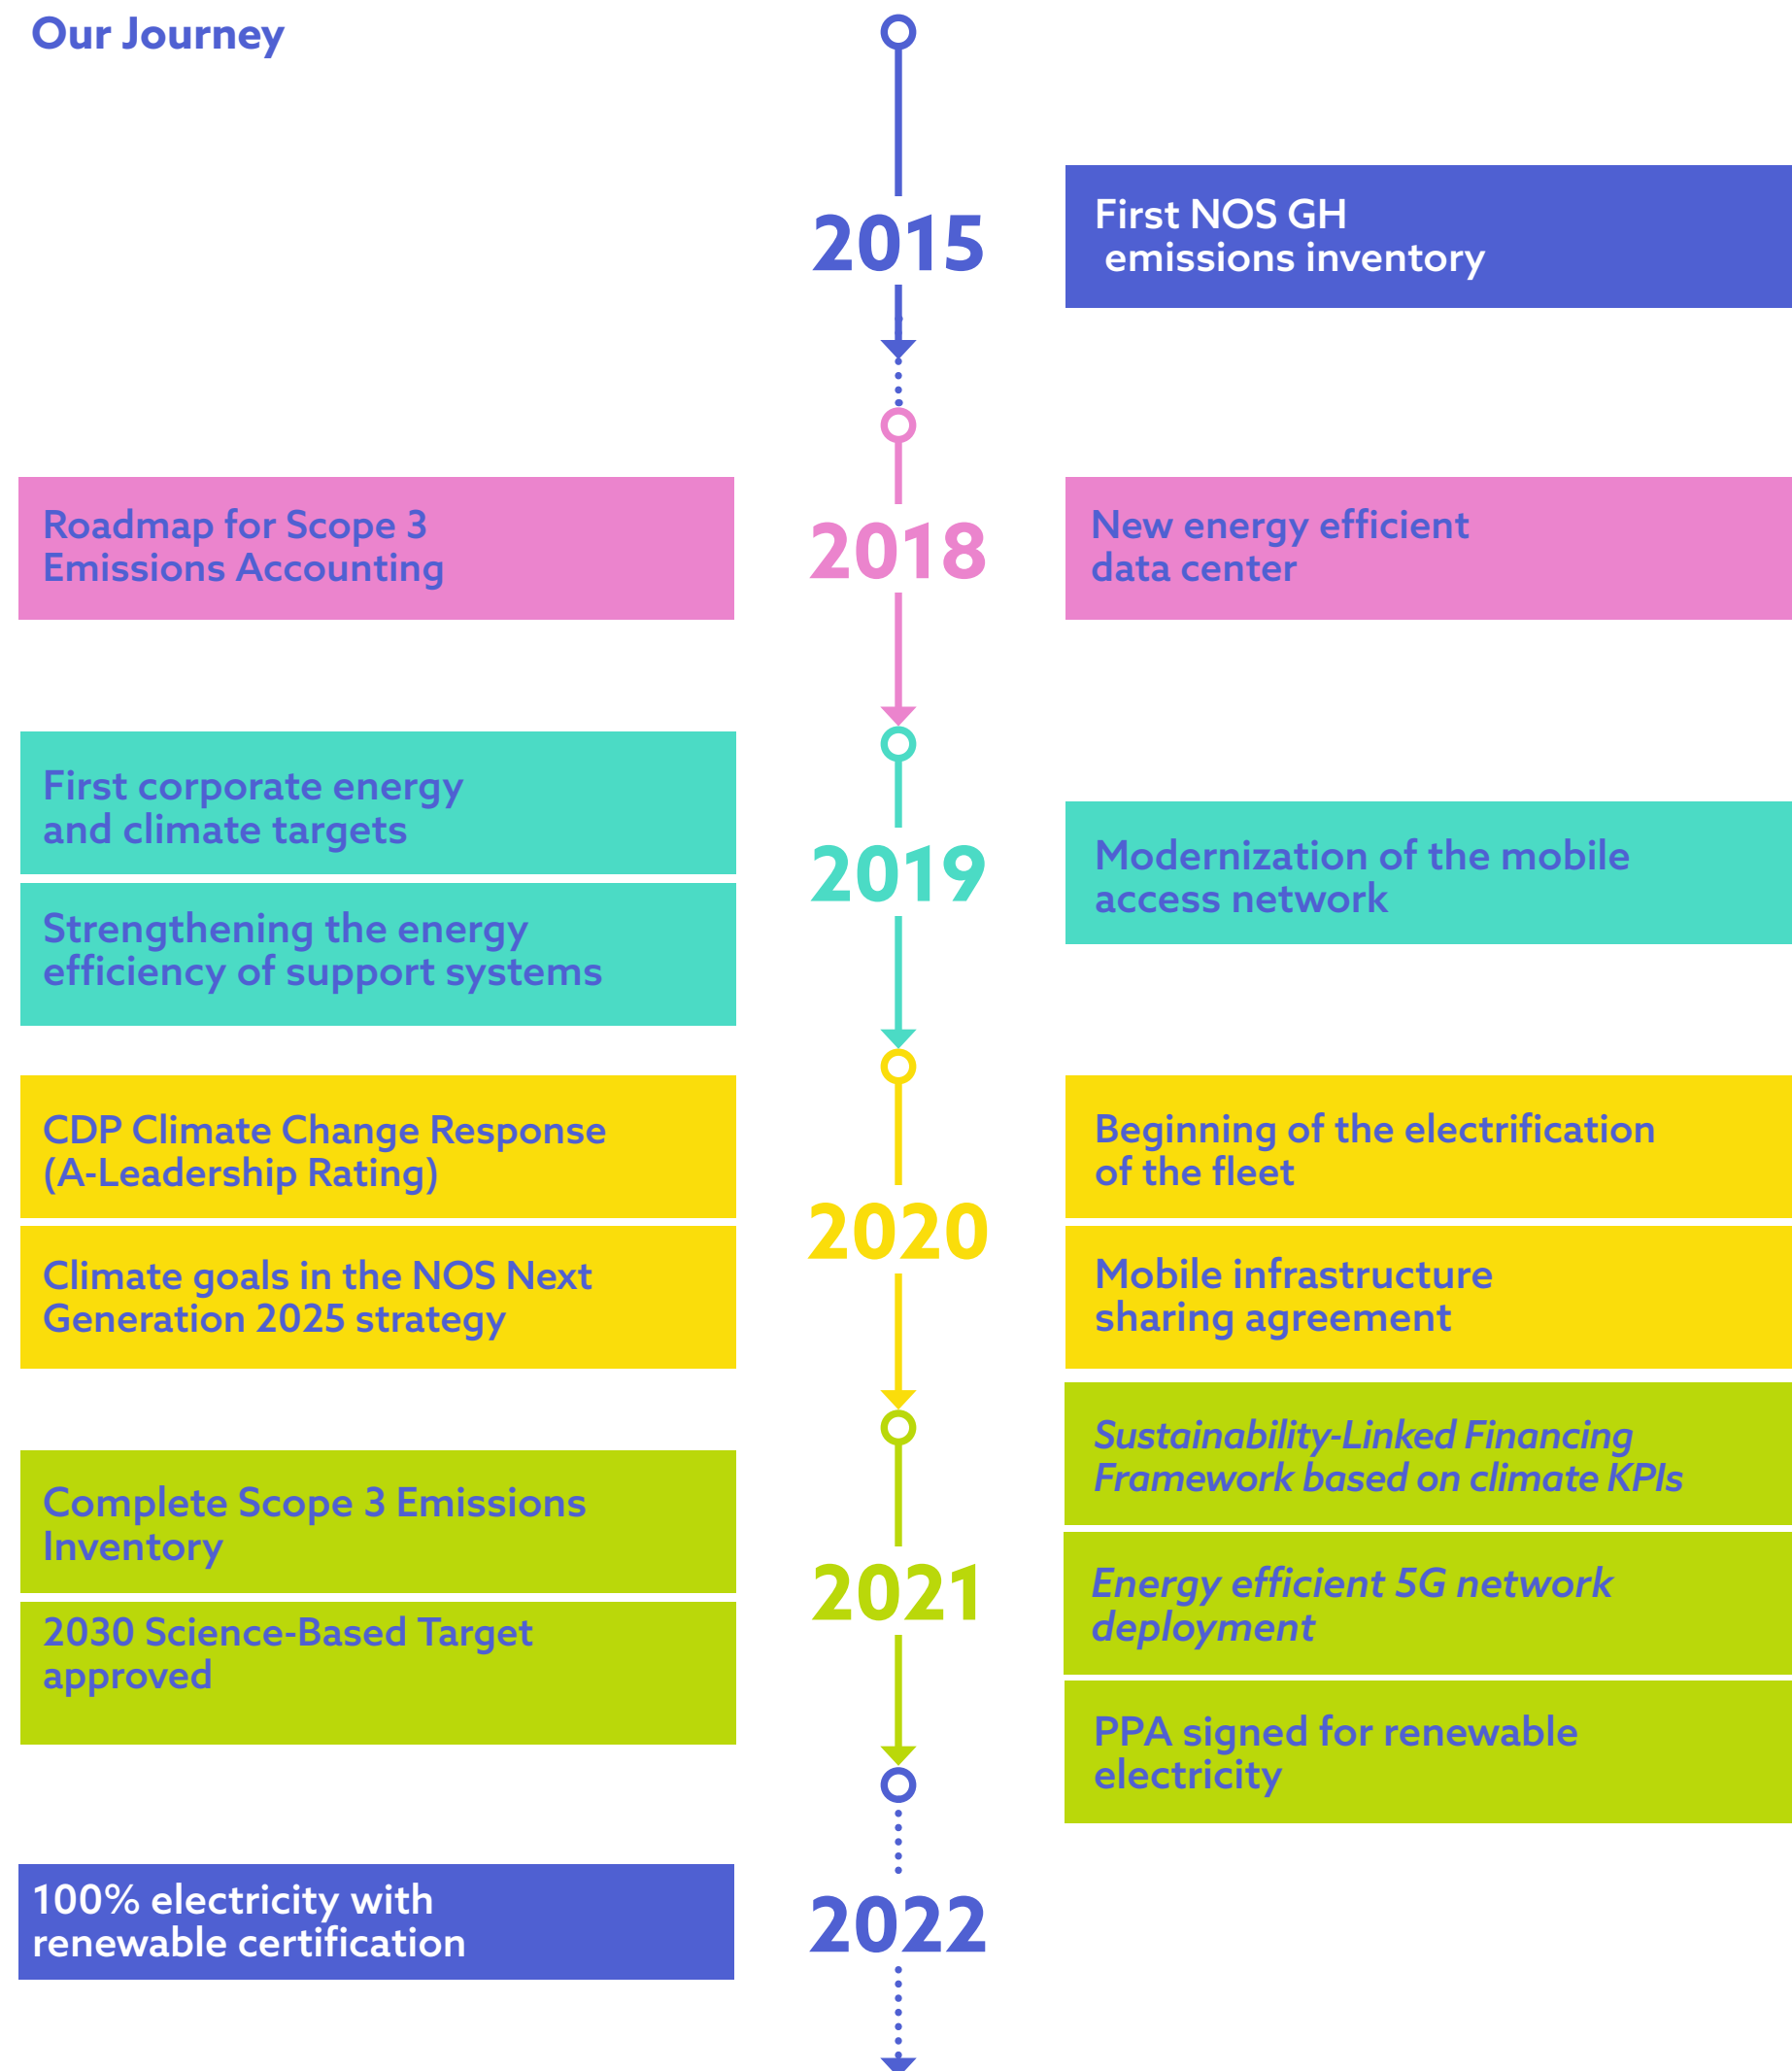 Our Journey
2015
First NOS GH
emissions inventory
Roadmap for Scope 3
Emissions Accounting
2018
New energy efficient
data center
First corporate energy
and climate targets
Strengthening the energy
efficiency of support systems
2019
Modernization of the mobile
access network
CDP Climate Change Response
(A-Leadership Rating)
Climate goals in the NOS Next
Generation 2025 strategy
2020
Beginning of the electrification
of the fleet
Mobile infrastructure
sharing agreement
Complete Scope 3 Emissions
Inventory
2030 Science-Based Target
approved
2021
Sustainability-Linked Financing
Framework based on climate KPIs
Energy efficient 5G network
deployment
PPA signed for renewable
electricity
100% electricity with
renewable certification
2022